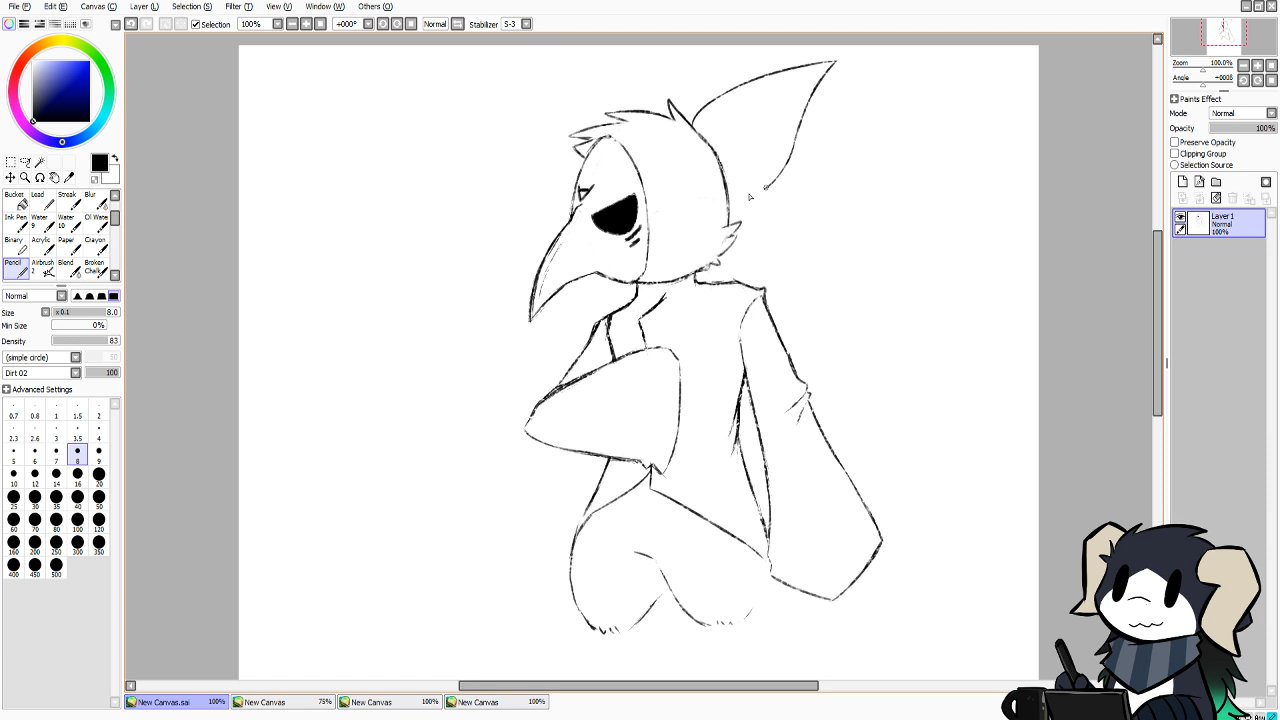 File (F) Edit (E) Canvas (C) Layer (L) Selection (S) Filter (T) View (V) Window (W) Others (O)
Selection 100% +000° Normal Stabilizer S-3
Zoom 100.0%
Angle +0008
Paints Effect
Mode Normal
Opacity 100%
Preserve Opacity
Clipping Group
Selection Source
Layer 1
Normal
100%
Bucket Lead Streak Blur
Ink Pen Water Water Oil Wate
9 10
Binary Acrylic Paper Crayon
Pencil Airbrush Blend Broken
2 Chalk
Normal
Size x 0.1 8.0
Min Size 0%
Density 83
(simple circle) 50
Dirt 02 100
Advanced Settings
0.7 0.8 1 1.5 2
2.3 2.6 3 3.5 4
5 6 7 8 9
10 12 14 16 20
25 30 35 40 50
60 70 80 100 120
160 200 250 300 350
400 450 500
New Canvas.sai 100% New Canvas 75% New Canvas 100% New Canvas 100%